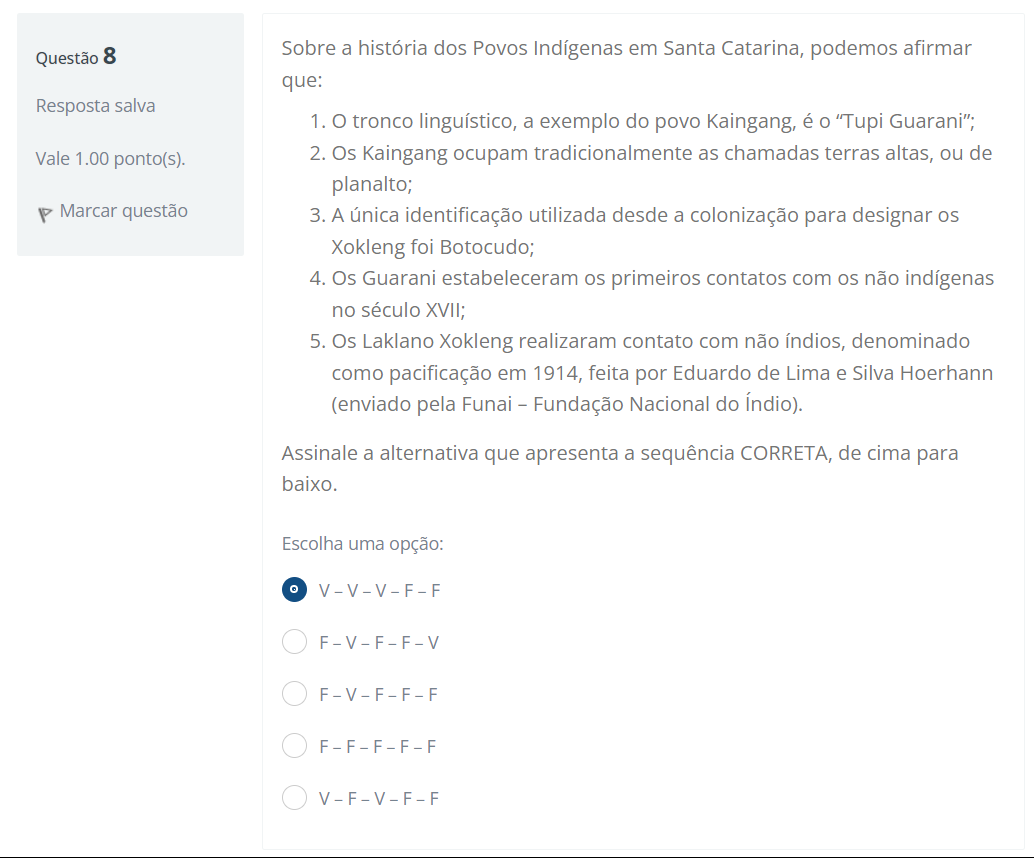 Questão 8
Resposta salva
Vale 1.00 ponto(s).
Marcar questão
Sobre a história dos Povos Indígenas em Santa Catarina, podemos afirmar
que:
1. O tronco linguístico, a exemplo do povo Kaingang, é o “Tupi Guarani”;
2. Os Kaingang ocupam tradicionalmente as chamadas terras altas, ou de
planalto;
3. A única identificação utilizada desde a colonização para designar os
Xokleng foi Botocudo;
4. Os Guarani estabeleceram os primeiros contatos com os não indígenas
no século XVII;
5. Os Laklano Xokleng realizaram contato com não índios, denominado
como pacificação em 1914, feita por Eduardo de Lima e Silva Hoerhann
(enviado pela Funai – Fundação Nacional do Índio).
Assinale a alternativa que apresenta a sequência CORRETA, de cima para
baixo.
Escolha uma opção:
V – V – V – F – F
F – V – F – F – V
F – V – F – F – F
F – F – F – F – F
V – F – V – F – F